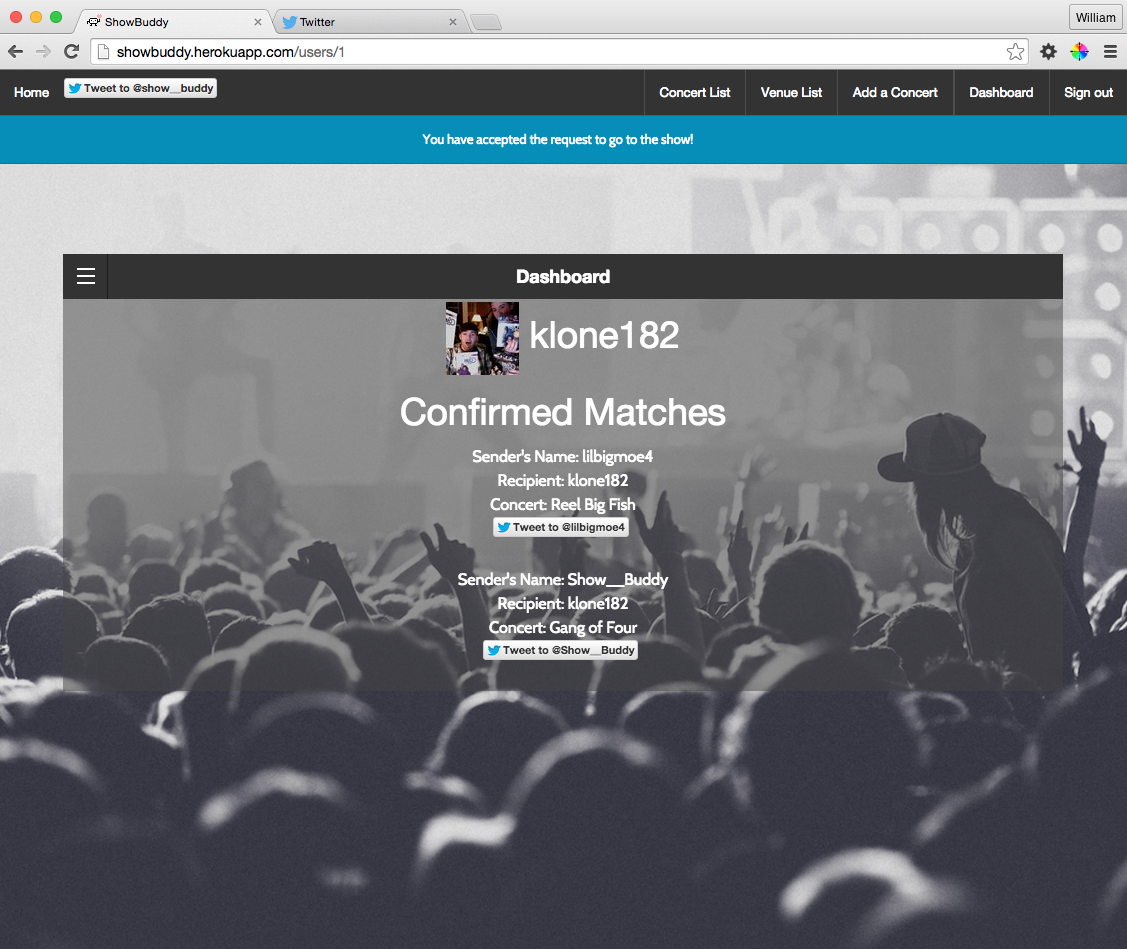 ShowBuddy
Twitter
William
showbuddy.herokuapp.com/users/1
Home
Tweet to @show__buddy
Concert List
Venue List
Add a Concert
Dashboard
Sign out
You have accepted the request to go to the show!
Dashboard
klone182
Confirmed Matches
Sender's Name: lilbigmoe4
Recipient: klone182
Concert: Reel Big Fish
Tweet to @lilbigmoe4
Sender's Name: Show__Buddy
Recipient: klone182
Concert: Gang of Four
Tweet to @Show__Buddy